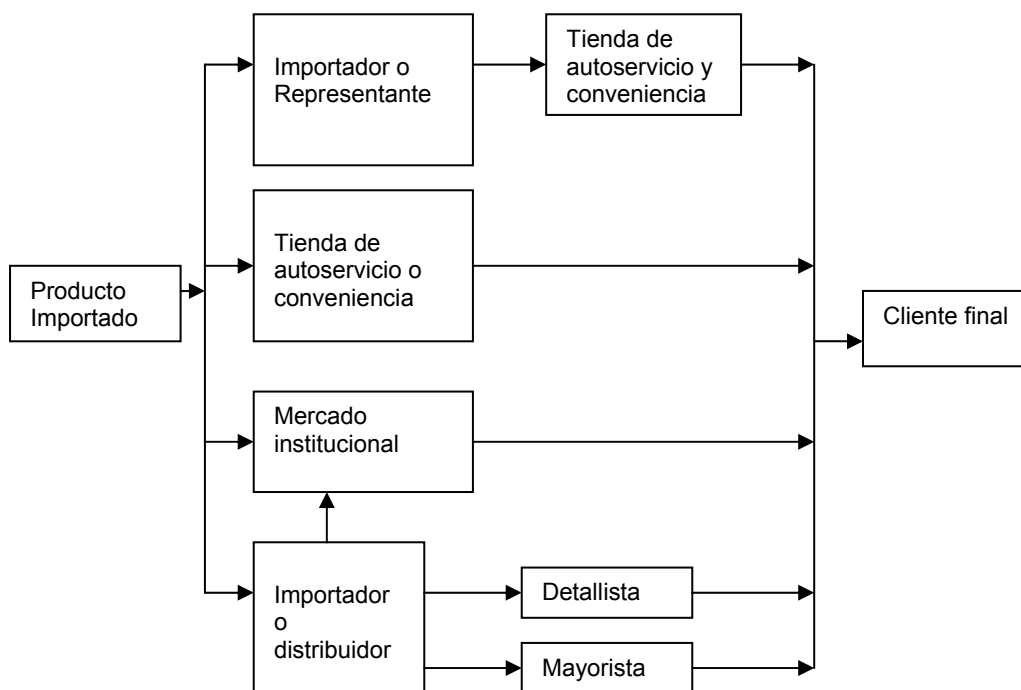 Importador o
Representante
Tienda de
autoservicio y
conveniencia
Tienda de
autoservicio o
conveniencia
Producto
Importado
Cliente final
Mercado
institucional
Importador
o
distribuidor
Detallista
Mayorista